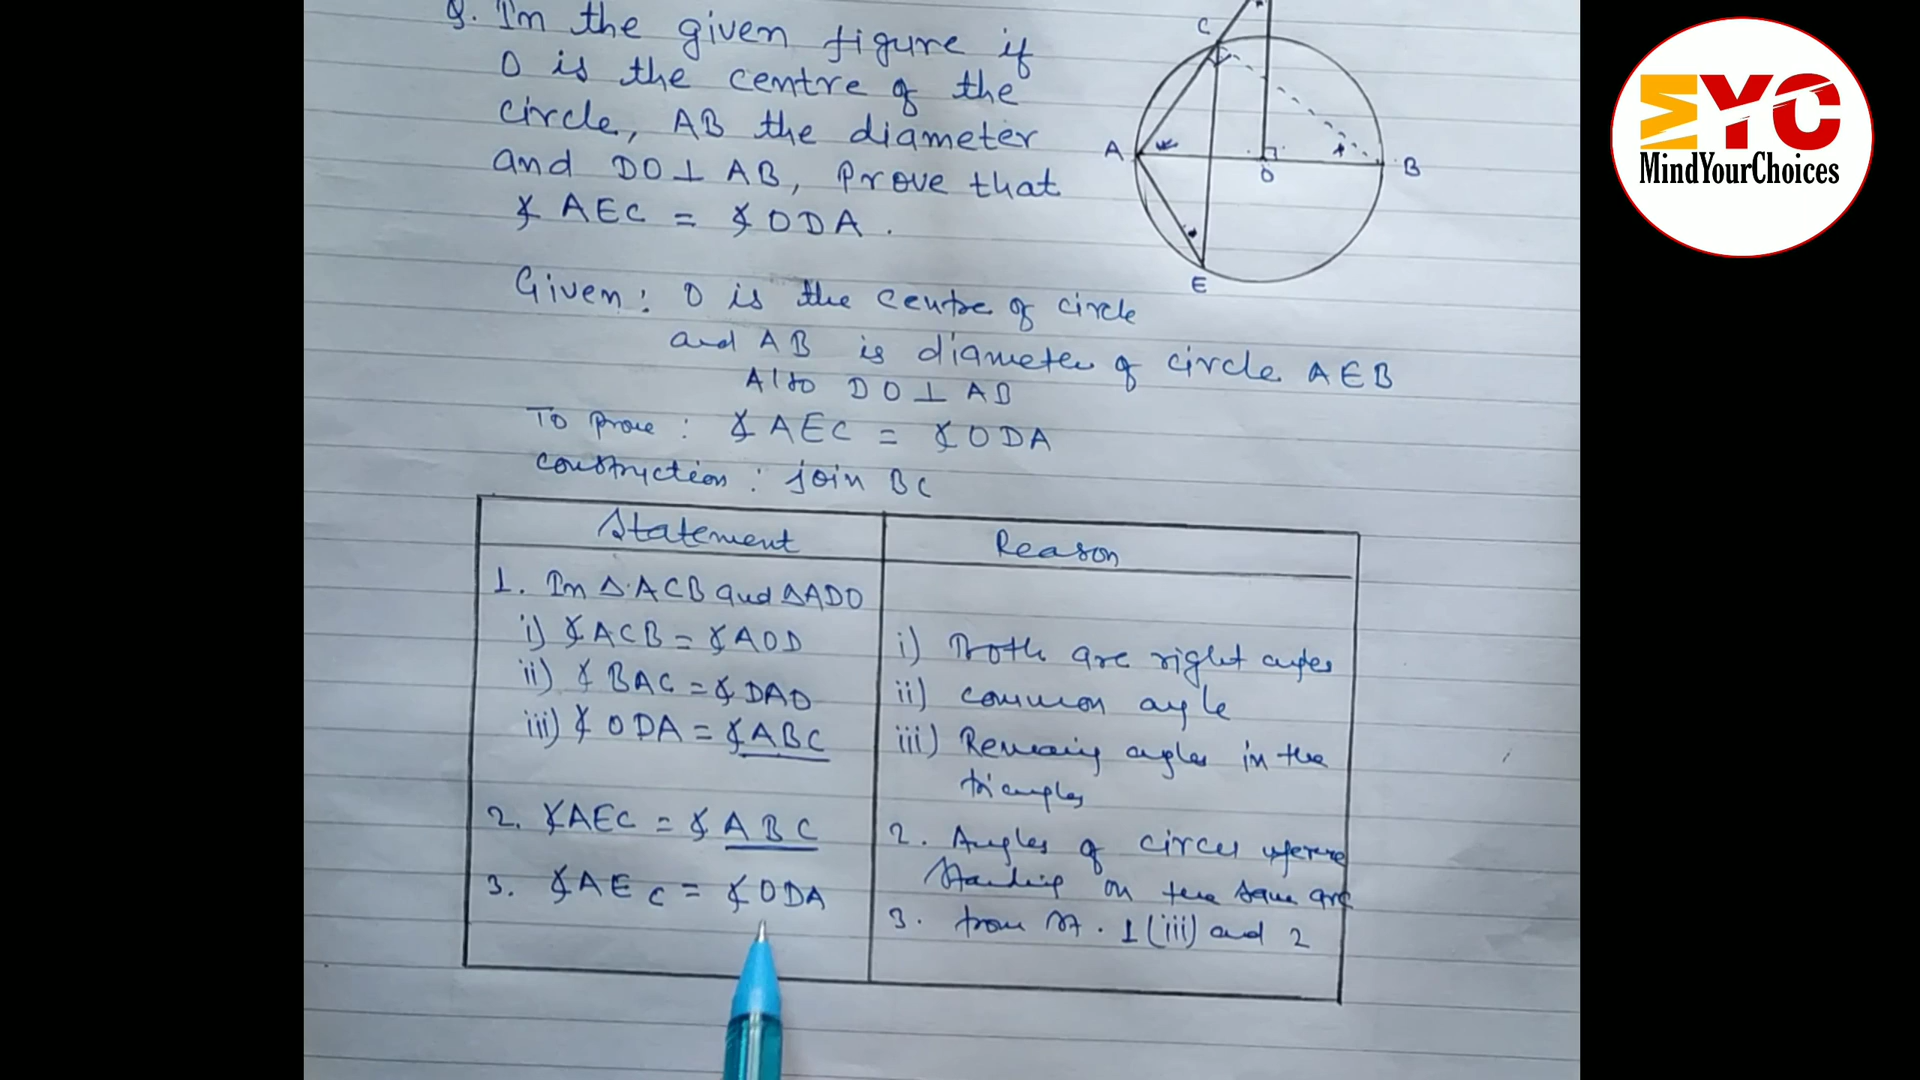 Q. In the given figure if
O is the centre of the
circle, AB the diameter
and DO⊥AB, Prove that
∡ AEC = ∡ ODA.
C
A
B
O
E
Given: O is the centre of circle
and AB is diameter of circle AEB
Also DO⊥AB
To prove: ∡AEC = ∡ODA
construction: join BC
Statement
Reason
1. In Δ ACB and ΔADO
i) ∡ACB = ∡AOD
i) Both are right angles
ii) ∡BAC = ∡DAO
ii) common angle
iii) ∡ODA = ∡ABC
iii) Remaing angles in the
triangles
2. ∡AEC = ∡ABC
2. Angles of
standing on the same arc
3. ∡AEC = ∡ODA
3. from st. 1(iii) and 2
MYC
MindYourChoices